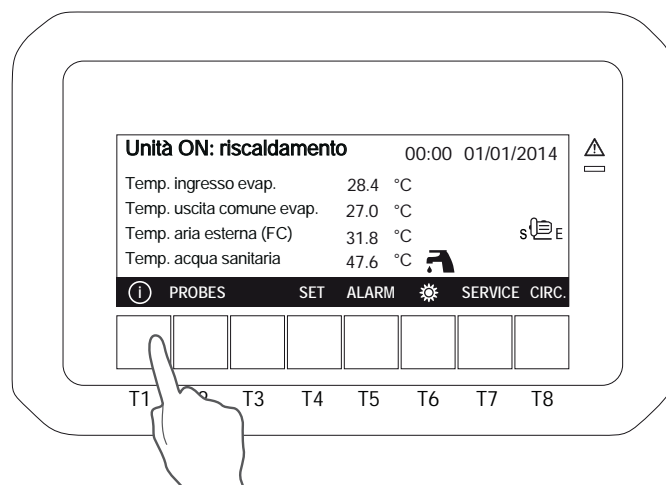 Unità ON: riscaldamento 00:00 01/01/2014
Temp. ingresso evap. 28.4 °C
Temp. uscita comune evap. 27.0 °C
Temp. aria esterna (FC) 31.8 °C
S E
Temp. acqua sanitaria 47.6 °C
i PROBES SET ALARM SERVICE CIRC.
T1 T3 T4 T5 T6 T7 T8